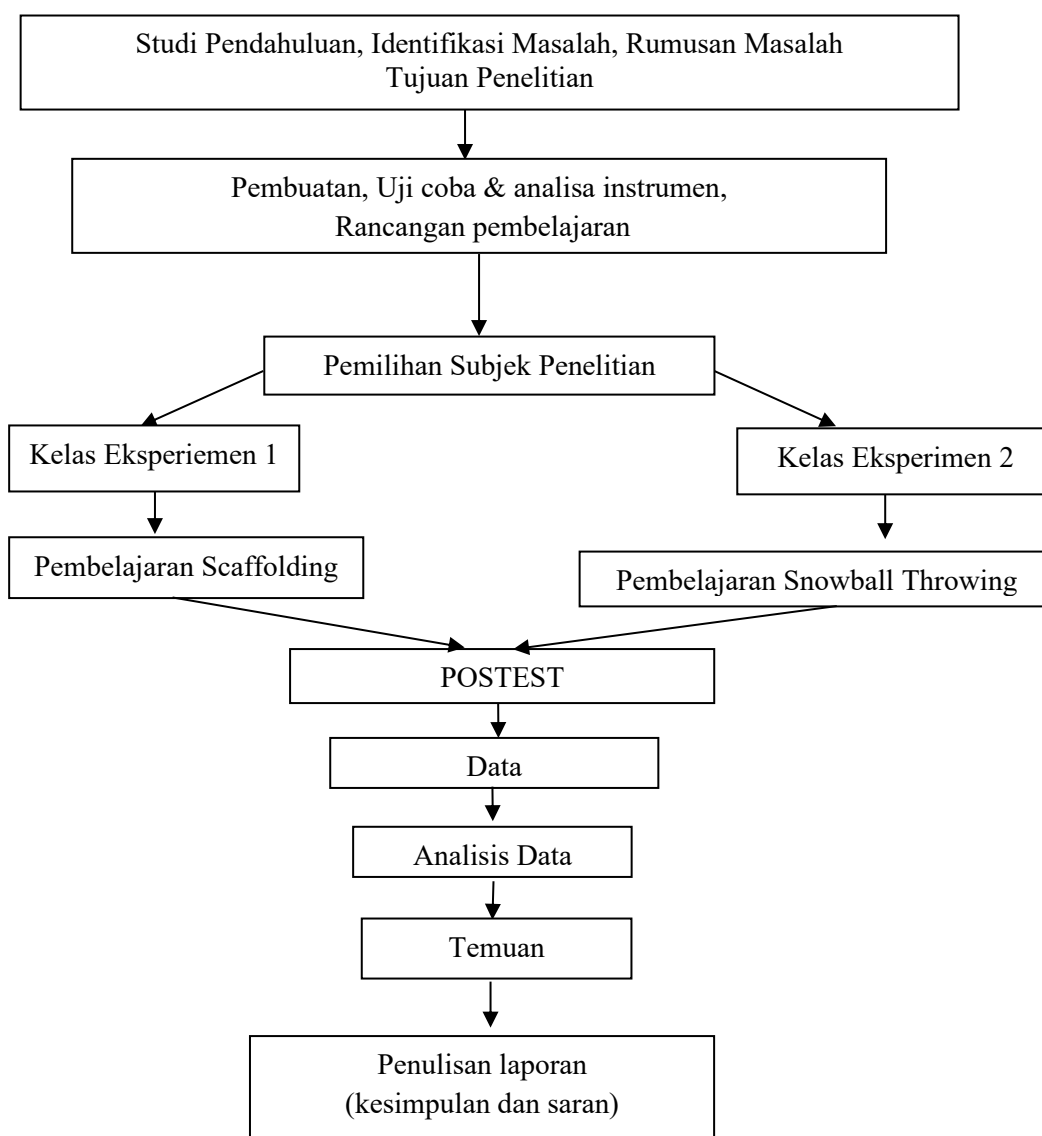 Studi Pendahuluan, Identifikasi Masalah, Rumusan Masalah
Tujuan Penelitian
Pembuatan, Uji coba & analisa instrumen,
Rancangan pembelajaran
Pemilihan Subjek Penelitian
Kelas Eksperiemen 1
Kelas Eksperimen 2
Pembelajaran Scaffolding
Pembelajaran Snowball Throwing
POSTEST
Data
Analisis Data
Temuan
Penulisan laporan
(kesimpulan dan saran)